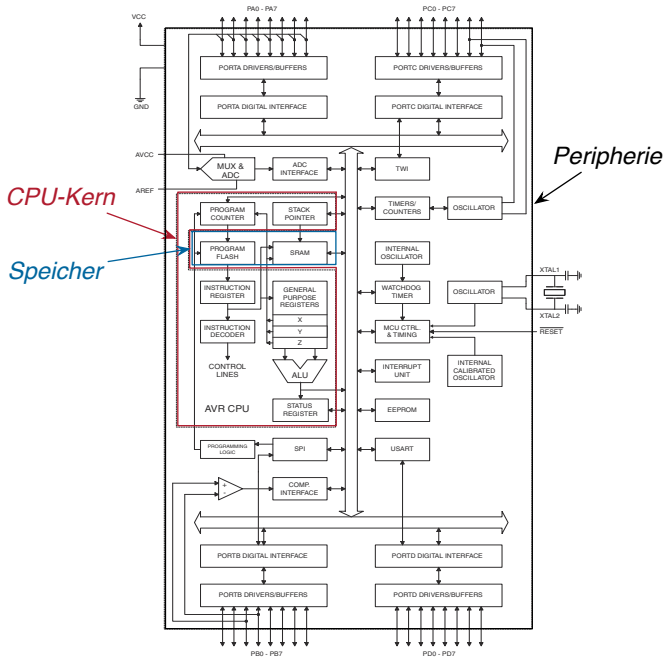 PA0 - PA7
PC0 - PC7
VCC
GND
PORTA DRIVERS/BUFFERS
PORTC DRIVERS/BUFFERS
PORTA DIGITAL INTERFACE
PORTC DIGITAL INTERFACE
AVCC
AREF
MUX &
ADC
ADC
INTERFACE
TWI
Peripherie
CPU-Kern
Speicher
PROGRAM
COUNTER
STACK
POINTER
TIMERS/
COUNTERS
OSCILLATOR
PROGRAM
FLASH
SRAM
INTERNAL
OSCILLATOR
XTAL1
INSTRUCTION
REGISTER
GENERAL
PURPOSE
REGISTERS
WATCHDOG
TIMER
OSCILLATOR
XTAL2
X
Y
Z
INSTRUCTION
DECODER
MCU CTRL.
& TIMING
RESET
CONTROL
LINES
ALU
INTERRUPT
UNIT
INTERNAL
CALIBRATED
OSCILLATOR
AVR CPU
STATUS
REGISTER
EEPROM
PROGRAMMING
LOGIC
SPI
USART
+
-
COMP.
INTERFACE
PORTB DIGITAL INTERFACE
PORTD DIGITAL INTERFACE
PORTB DRIVERS/BUFFERS
PORTD DRIVERS/BUFFERS
PB0 - PB7
PD0 - PD7